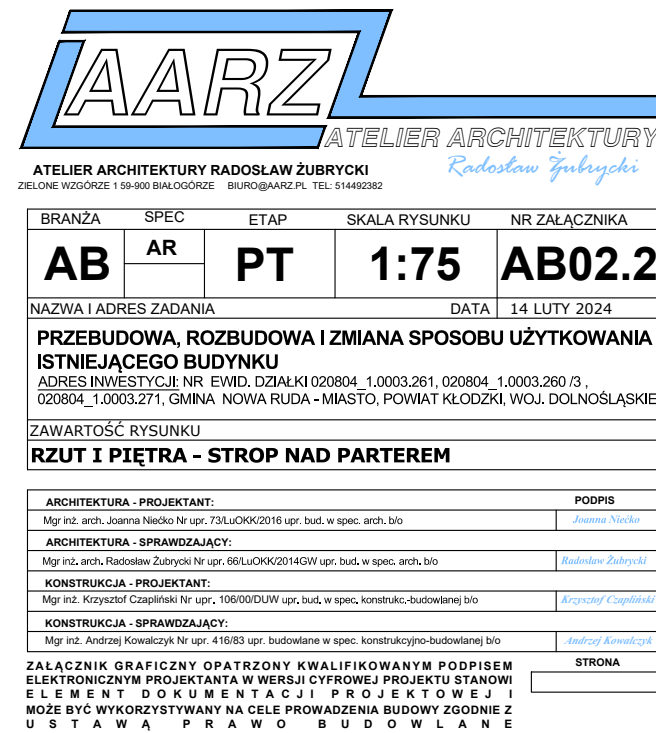 AARZ
ATELIER ARCHITEKTURY
Radosław Żubrycki
ATELIER ARCHITEKTURY RADOSŁAW ŻUBRYCKI
ZIELONE WZGÓRZE 1 59-900 BIAŁOGÓRZE BIURO@AARZ.PL TEL: 514492382
BRANŻA SPEC ETAP SKALA RYSUNKU NR ZAŁĄCZNIKA
AB AR PT 1:75 AB02.2
NAZWA I ADRES ZADANIA DATA 14 LUTY 2024
PRZEBUDOWA, ROZBUDOWA I ZMIANA SPOSOBU UŻYTKOWANIA
ISTNIEJĄCEGO BUDYNKU
ADRES INWESTYCJI: NR EWID. DZIAŁKI 020804_1.0003.261, 020804_1.0003.260 /3 ,
020804_1.0003.271, GMINA NOWA RUDA - MIASTO, POWIAT KŁODZKI, WOJ. DOLNOŚLĄSKIE
ZAWARTOŚĆ RYSUNKU
RZUT I PIĘTRA - STROP NAD PARTEREM
ARCHITEKTURA - PROJEKTANT: PODPIS
Mgr inż. arch. Joanna Niećko Nr upr. 73/LuOKK/2016 upr. bud. w spec. arch. b/o Joanna Niećko
ARCHITEKTURA - SPRAWDZAJĄCY:
Mgr inż. arch. Radosław Żubrycki Nr upr. 66/LuOKK/2014GW upr. bud. w spec. arch. b/o Radosław Żubrycki
KONSTRUKCJA - PROJEKTANT:
Mgr inż. Krzysztof Czapliński Nr upr. 106/00/DUW upr. bud. w spec. konstrukc.-budowlanej b/o Krzysztof Czapliński
KONSTRUKCJA - SPRAWDZAJĄCY:
Mgr inż. Andrzej Kowalczyk Nr upr. 416/83 upr. budowlane w spec. konstrukcyjno-budowlanej b/o Andrzej Kowalczyk
ZAŁĄCZNIK GRAFICZNY OPATRZONY KWALIFIKOWANYM PODPISEM STRONA
ELEKTRONICZNYM PROJEKTANTA W WERSJI CYFROWEJ PROJEKTU STANOWI
ELEMENT DOKUMENTACJI PROJEKTOWEJ I
MOŻE BYĆ WYKORZYSTYWANY NA CELE PROWADZENIA BUDOWY ZGODNIE Z
USTAWĄ PRAWO BUDOWLANE